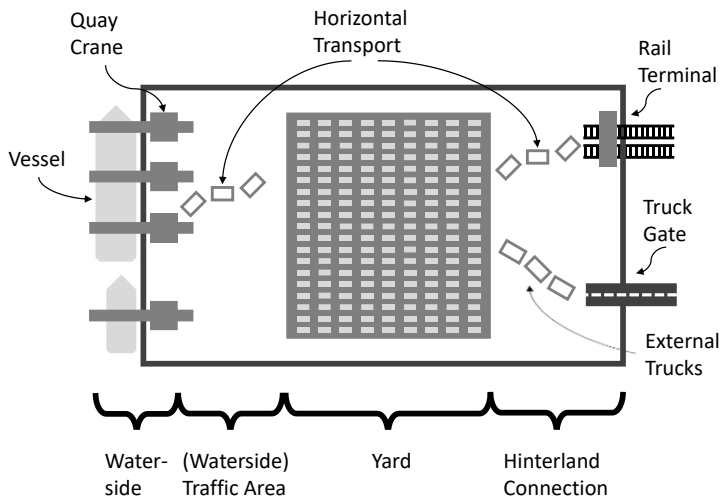 Quay
Crane
Horizontal
Transport
Rail
Terminal
Vessel
Truck
Gate
External
Trucks
Water-
side
(Waterside)
Traffic Area
Yard
Hinterland
Connection